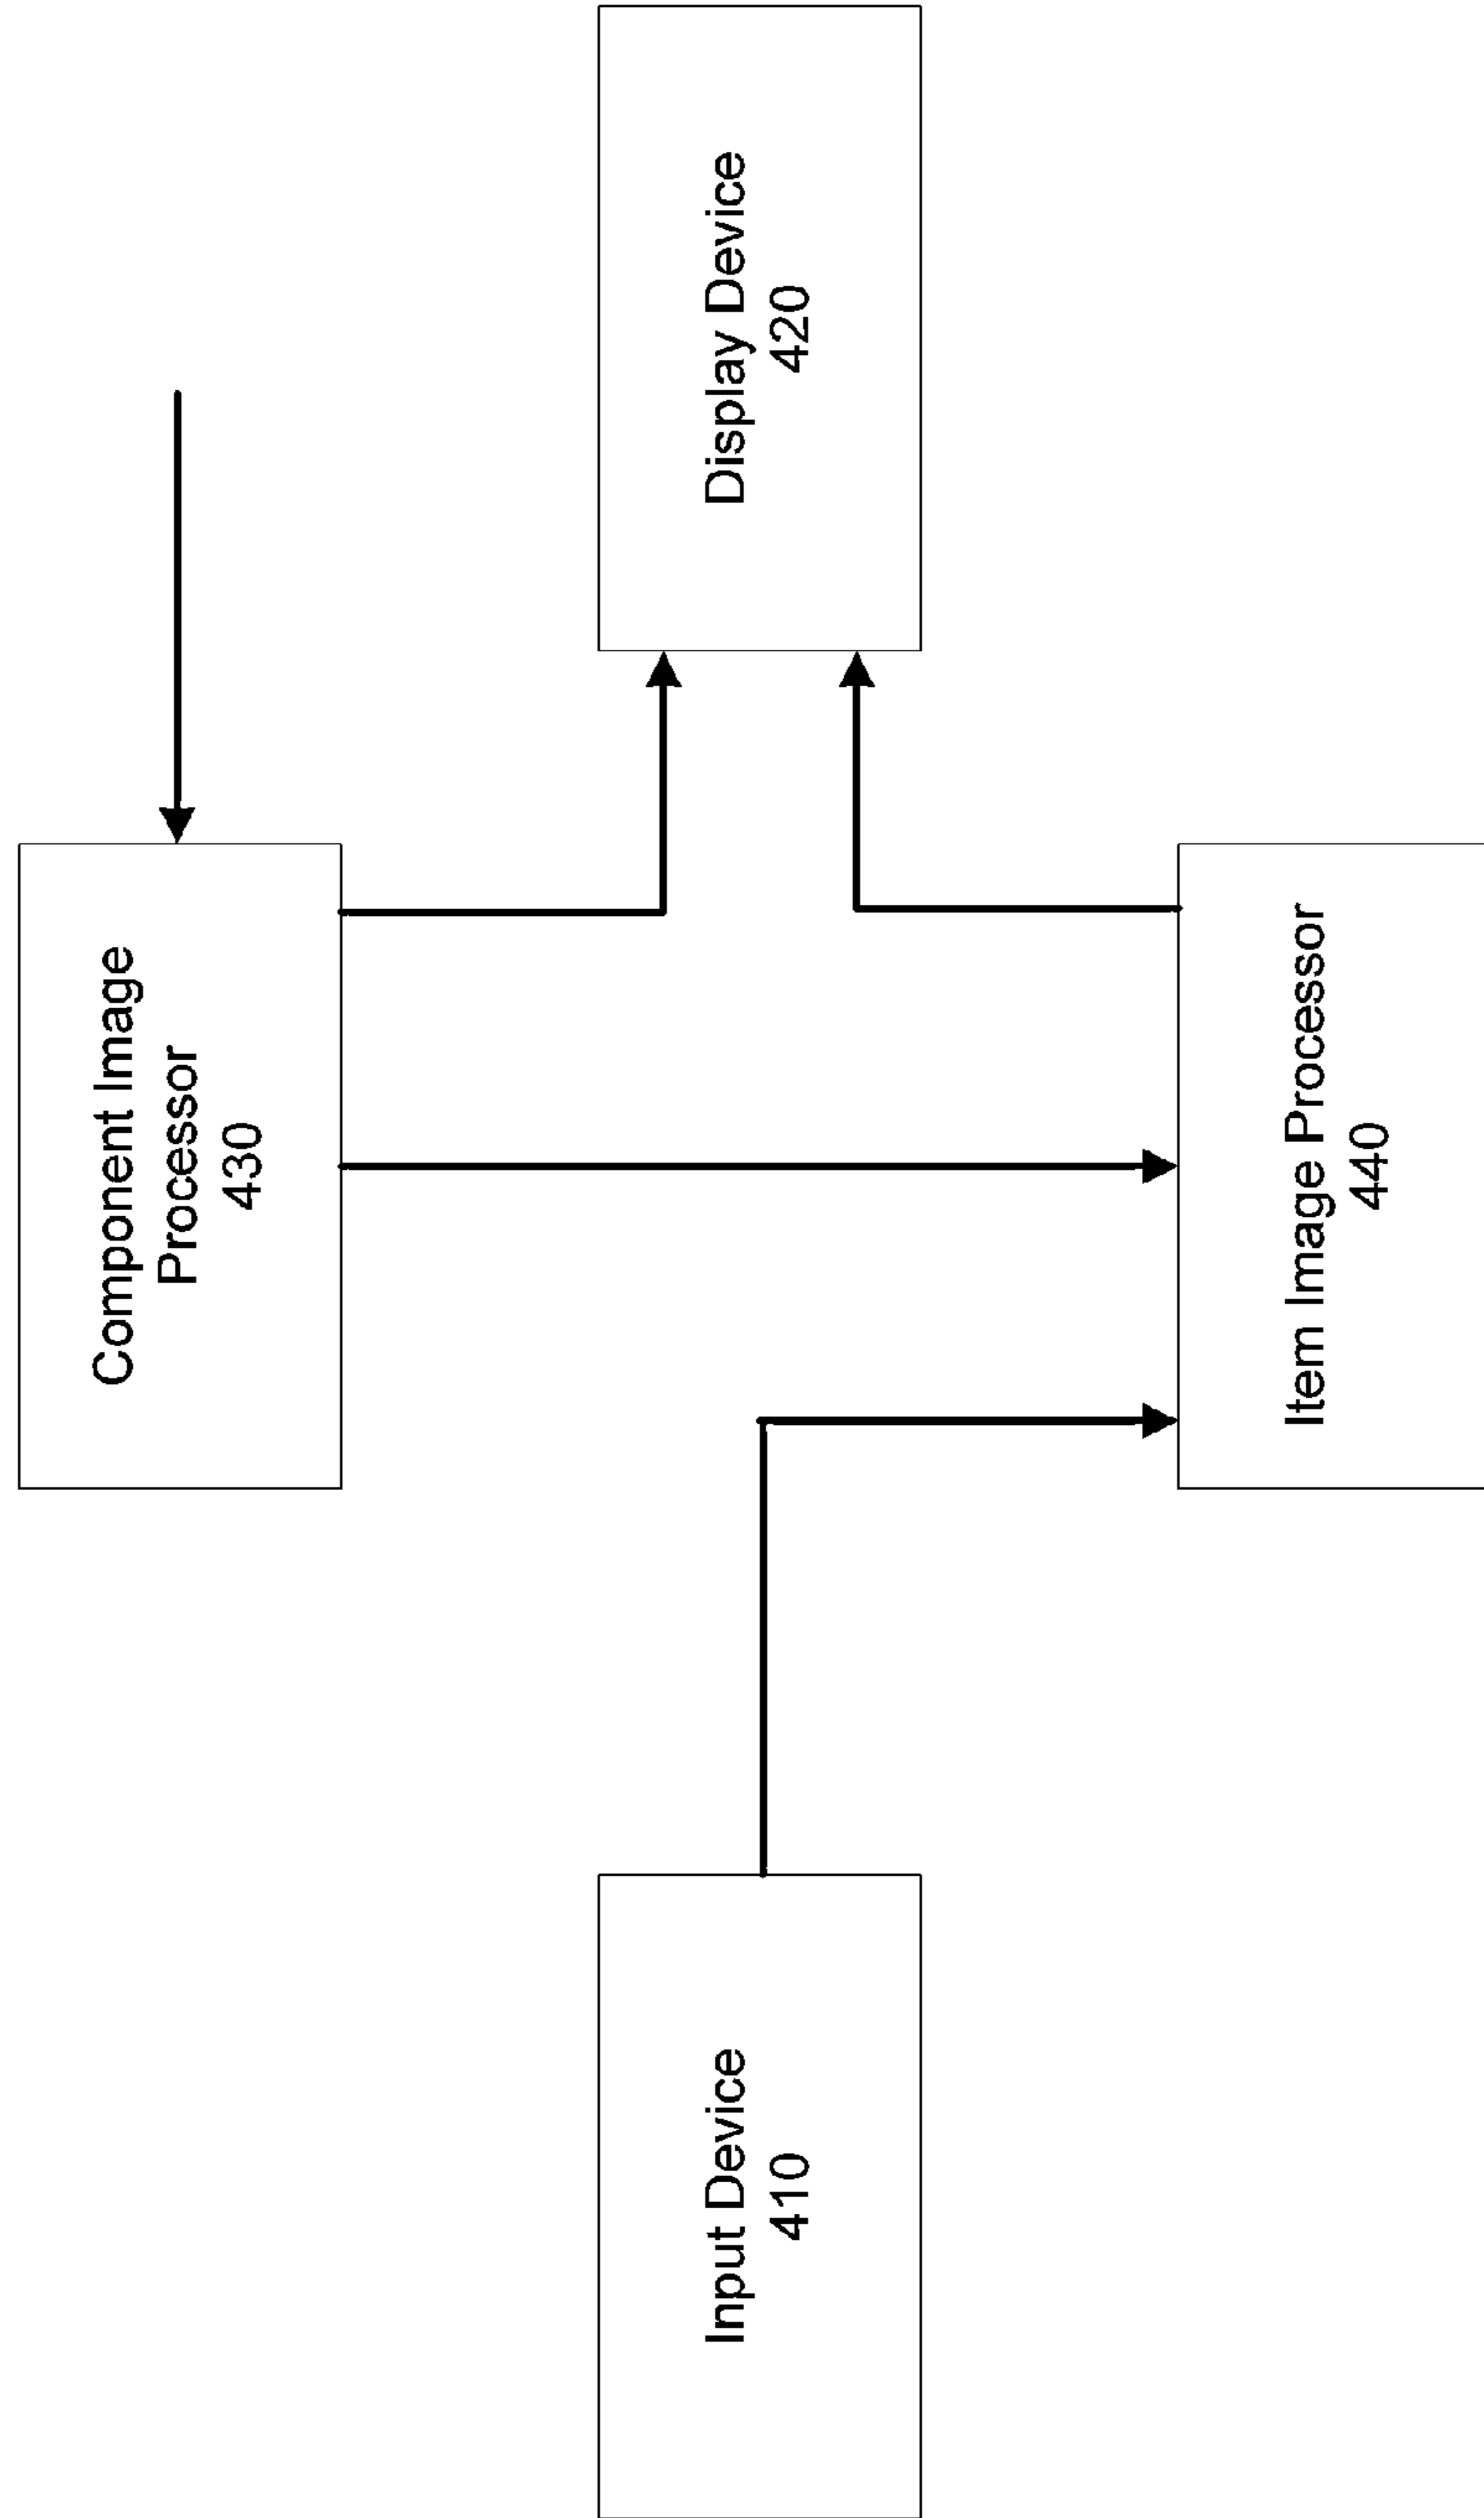 Component Image
Processor
430
Input Device
410
Display Device
420
Item Image Processor
440